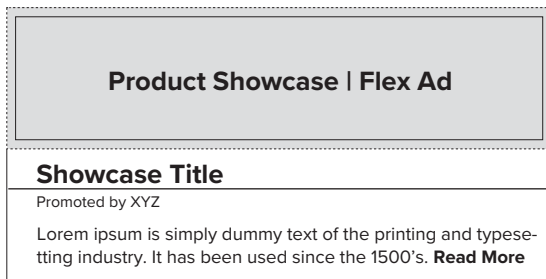 Product Showcase | Flex Ad
Showcase Title
Promoted by XYZ
Lorem ipsum is simply dummy text of the printing and typese-
tting industry. It has been used since the 1500's. Read More